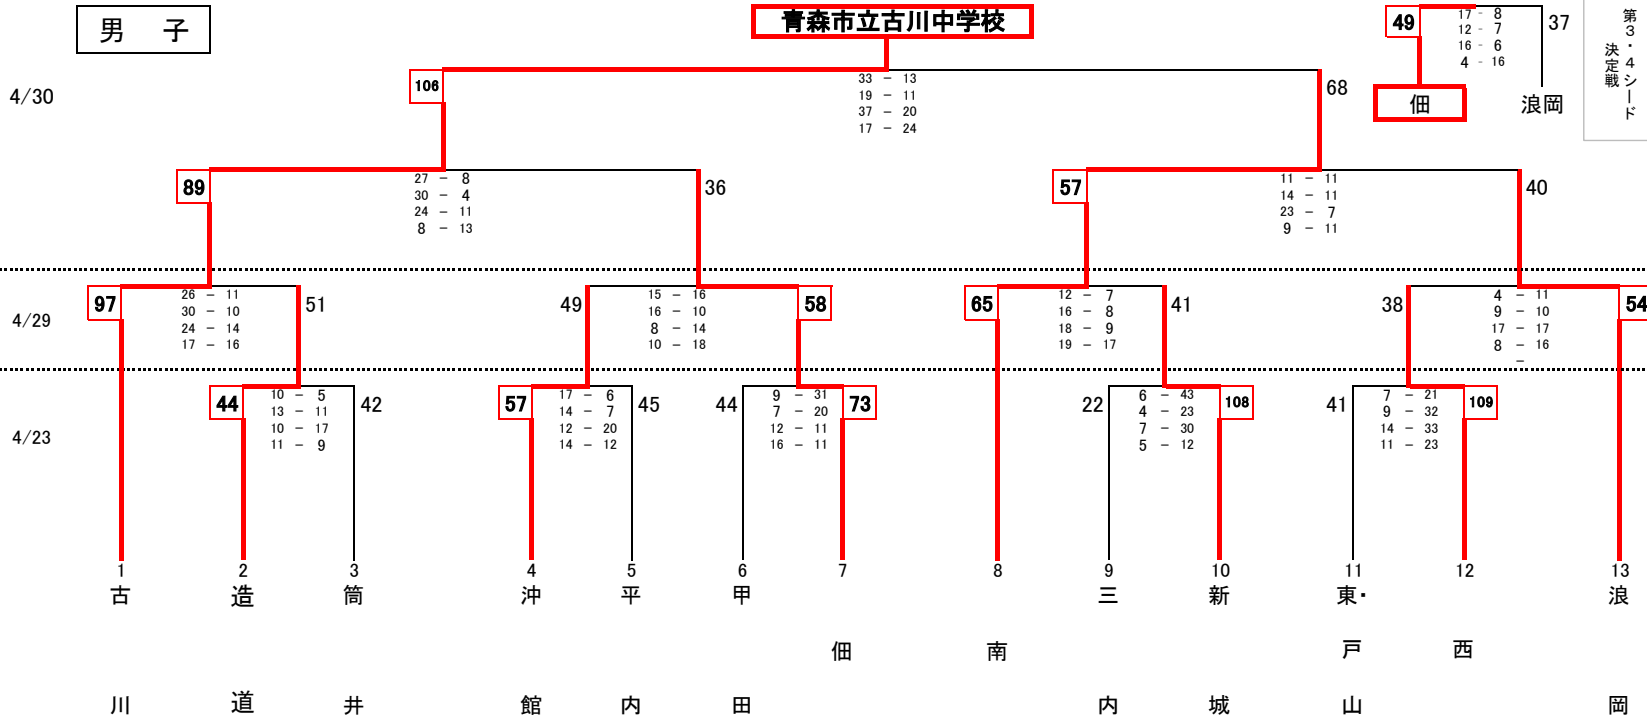 男 子
青森市立古川中学校
49
17 - 8
12 - 7
16 - 6
4 - 16
37
佃
浪岡
第3・4シード
決定戦
4/30
106
33 - 13
19 - 11
37 - 20
17 - 24
68
89
27 - 8
30 - 4
24 - 11
8 - 13
36
57
11 - 11
14 - 11
23 - 7
9 - 11
40
4/29
97
26 - 11
30 - 10
24 - 14
17 - 16
51
49
15 - 16
16 - 10
8 - 14
10 - 18
58
65
12 - 7
16 - 8
18 - 9
19 - 17
41
38
4 - 11
9 - 10
17 - 17
8 - 16
-
54
4/23
44
10 - 5
13 - 11
10 - 17
11 - 9
42
57
17 - 6
14 - 7
12 - 20
14 - 12
45
44
9 - 31
7 - 20
12 - 11
16 - 11
73
22
6 - 43
4 - 23
7 - 30
5 - 12
108
41
7 - 21
9 - 32
14 - 33
11 - 23
109
1 2 3 4 5 6 7 8 9 10 11 12 13
古川
造道
筒井
沖館
平内
甲田
佃
南
三内
新城
東・戸山
西
浪岡